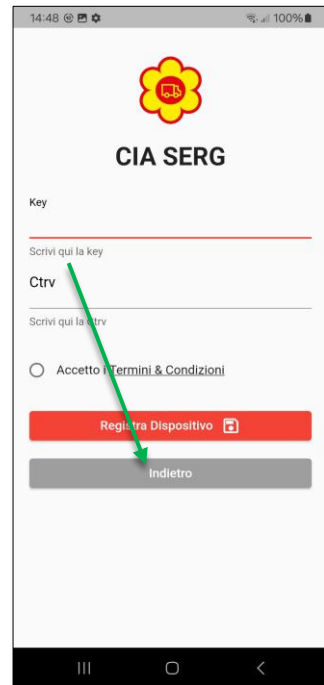 14:48 100%
CIA SERG
Key
Scrivi qui la key
Ctrv
Scrivi qui la Ctrv
Accetto i Termini & Condizioni
Registra Dispositivo
Indietro